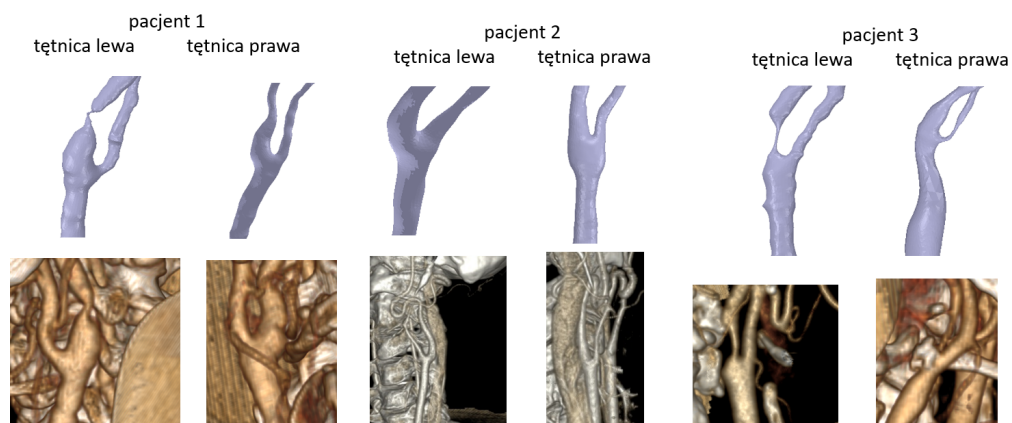 pacjent 1
tętnica lewa tętnica prawa
pacjent 2
tętnica lewa tętnica prawa
pacjent 3
tętnica lewa tętnica prawa